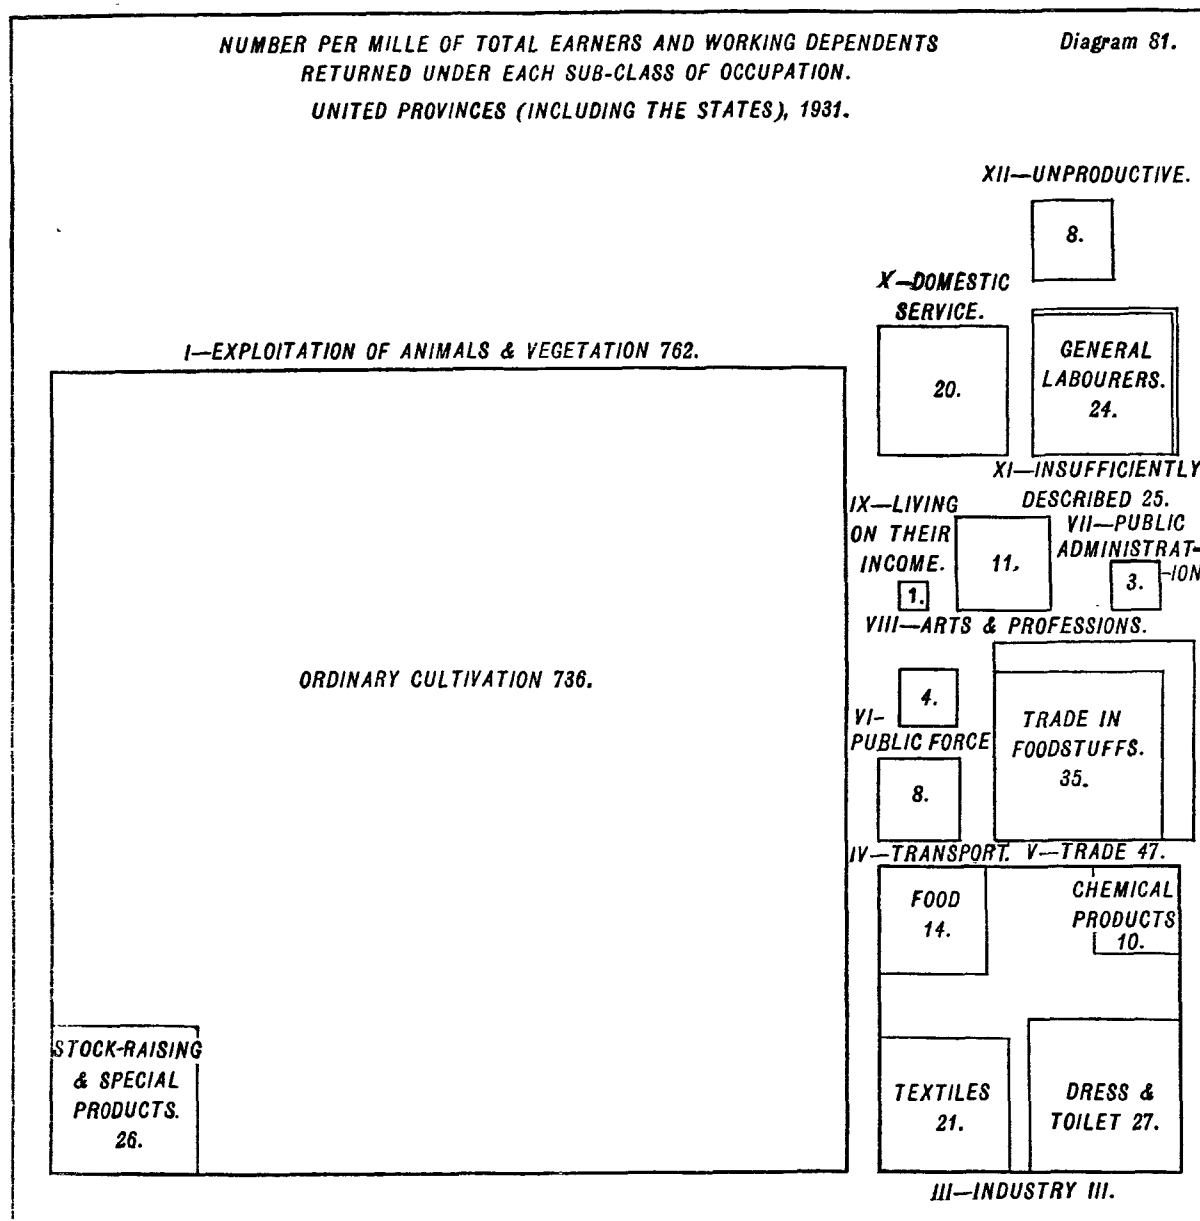 NUMBER PER MILLE OF TOTAL EARNERS AND WORKING DEPENDENTS
RETURNED UNDER EACH SUB-CLASS OF OCCUPATION.
UNITED PROVINCES (INCLUDING THE STATES), 1931.
Diagram 81.
XII—UNPRODUCTIVE.
8.
X—DOMESTIC
SERVICE.
20.
GENERAL
LABOURERS.
24.
XI—INSUFFICIENTLY
DESCRIBED 25.
I—EXPLOITATION OF ANIMALS & VEGETATION 762.
ORDINARY CULTIVATION 736.
STOCK-RAISING
& SPECIAL
PRODUCTS.
26.
IX—LIVING
ON THEIR
INCOME.
1.
11.
VII—PUBLIC
ADMINISTRAT-
-ION
3.
VIII—ARTS & PROFESSIONS.
4.
VI-
PUBLIC FORCE
TRADE IN
FOODSTUFFS.
35.
8.
IV—TRANSPORT.
V—TRADE 47.
FOOD
14.
CHEMICAL
PRODUCTS
10.
TEXTILES
21.
DRESS &
TOILET 27.
III—INDUSTRY 111.